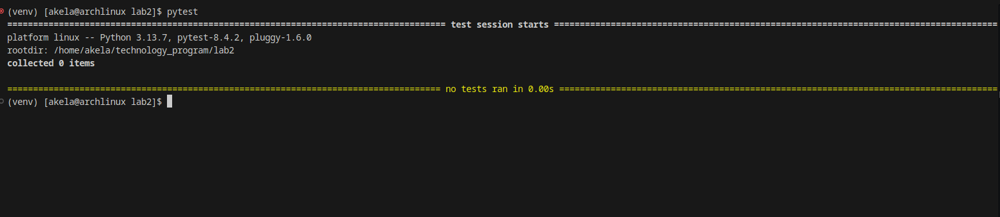 (venv) [akela@archlinux lab2]$ pytest
===================================================================================== test session starts ======================================================================================
platform linux -- Python 3.13.7, pytest-8.4.2, pluggy-1.6.0
rootdir: /home/akela/technology_program/lab2
collected 0 items
==================================================================================== no tests ran in 0.00s =====================================================================================
(venv) [akela@archlinux lab2]$